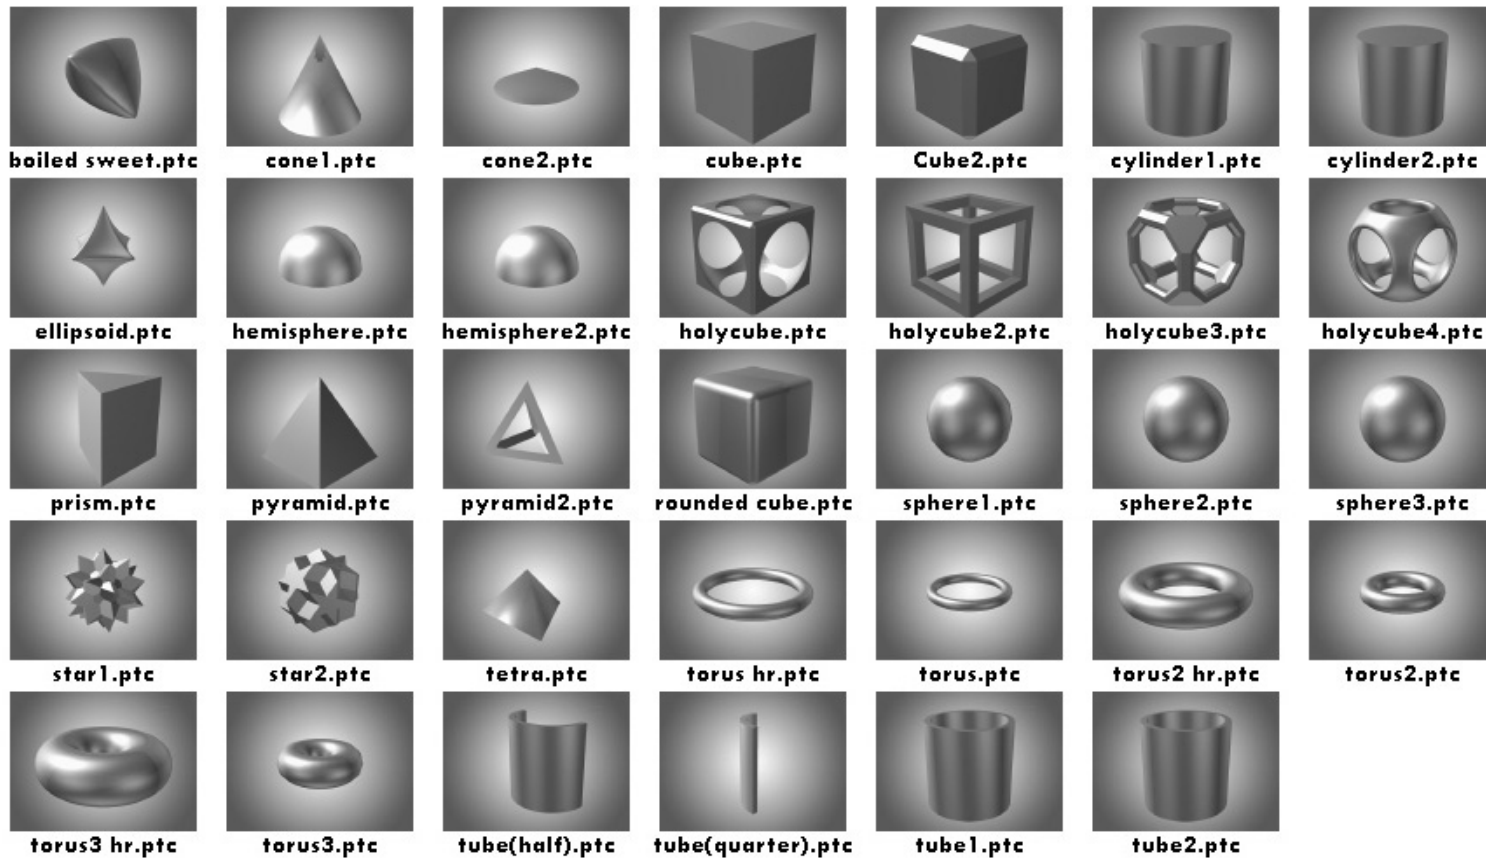 boiled sweet.ptc cone1.ptc cone2.ptc cube.ptc Cube2.ptc cylinder1.ptc cylinder2.ptc
ellipsoid.ptc hemisphere.ptc hemisphere2.ptc holycube.ptc holycube2.ptc holycube3.ptc holycube4.ptc
prism.ptc pyramid.ptc pyramid2.ptc rounded cube.ptc sphere1.ptc sphere2.ptc sphere3.ptc
star1.ptc star2.ptc tetra.ptc torus hr.ptc torus.ptc torus2 hr.ptc torus2.ptc
torus3 hr.ptc torus3.ptc tube(half).ptc tube(quarter).ptc tube1.ptc tube2.ptc